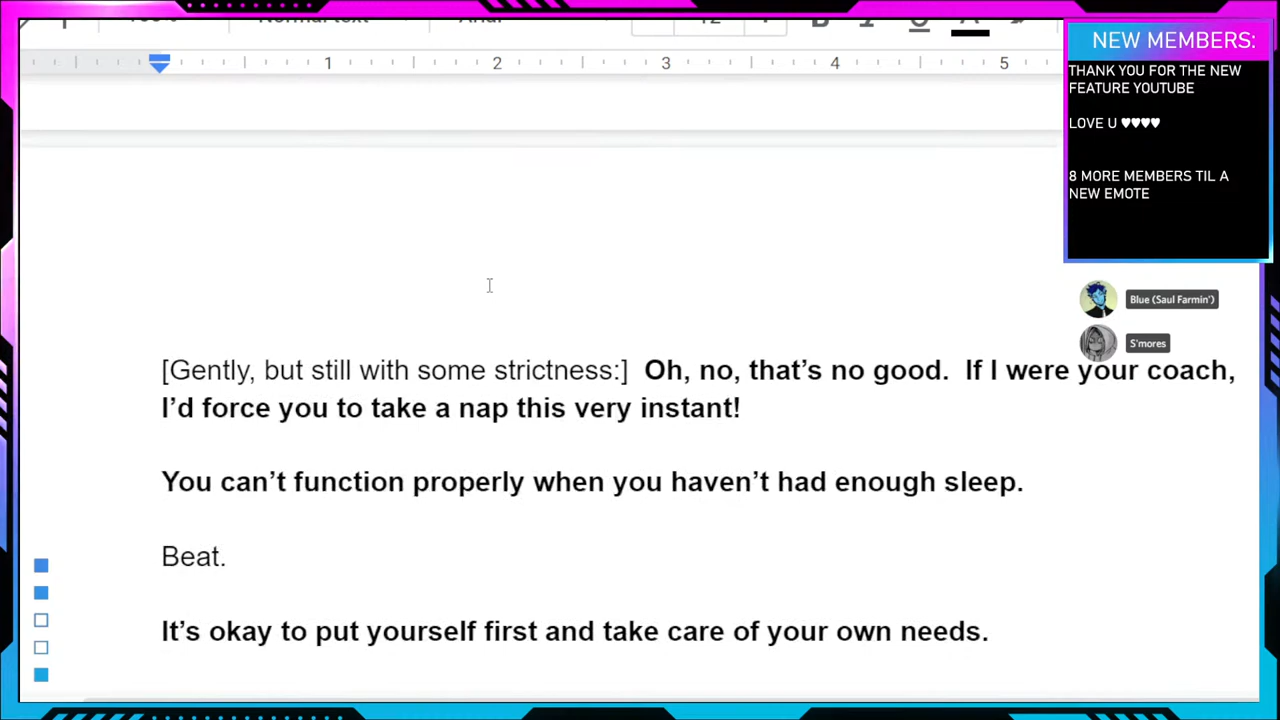 1 2 3 4 5
[Gently, but still with some strictness:]  Oh, no, that's no good.  If I were your coach,
I'd force you to take a nap this very instant!
You can't function properly when you haven't had enough sleep.
Beat.
It's okay to put yourself first and take care of your own needs.
NEW MEMBERS:
THANK YOU FOR THE NEW
FEATURE YOUTUBE
LOVE U ♥♥♥♥
8 MORE MEMBERS TIL A
NEW EMOTE
Blue (Saul Farmin')
S'mores